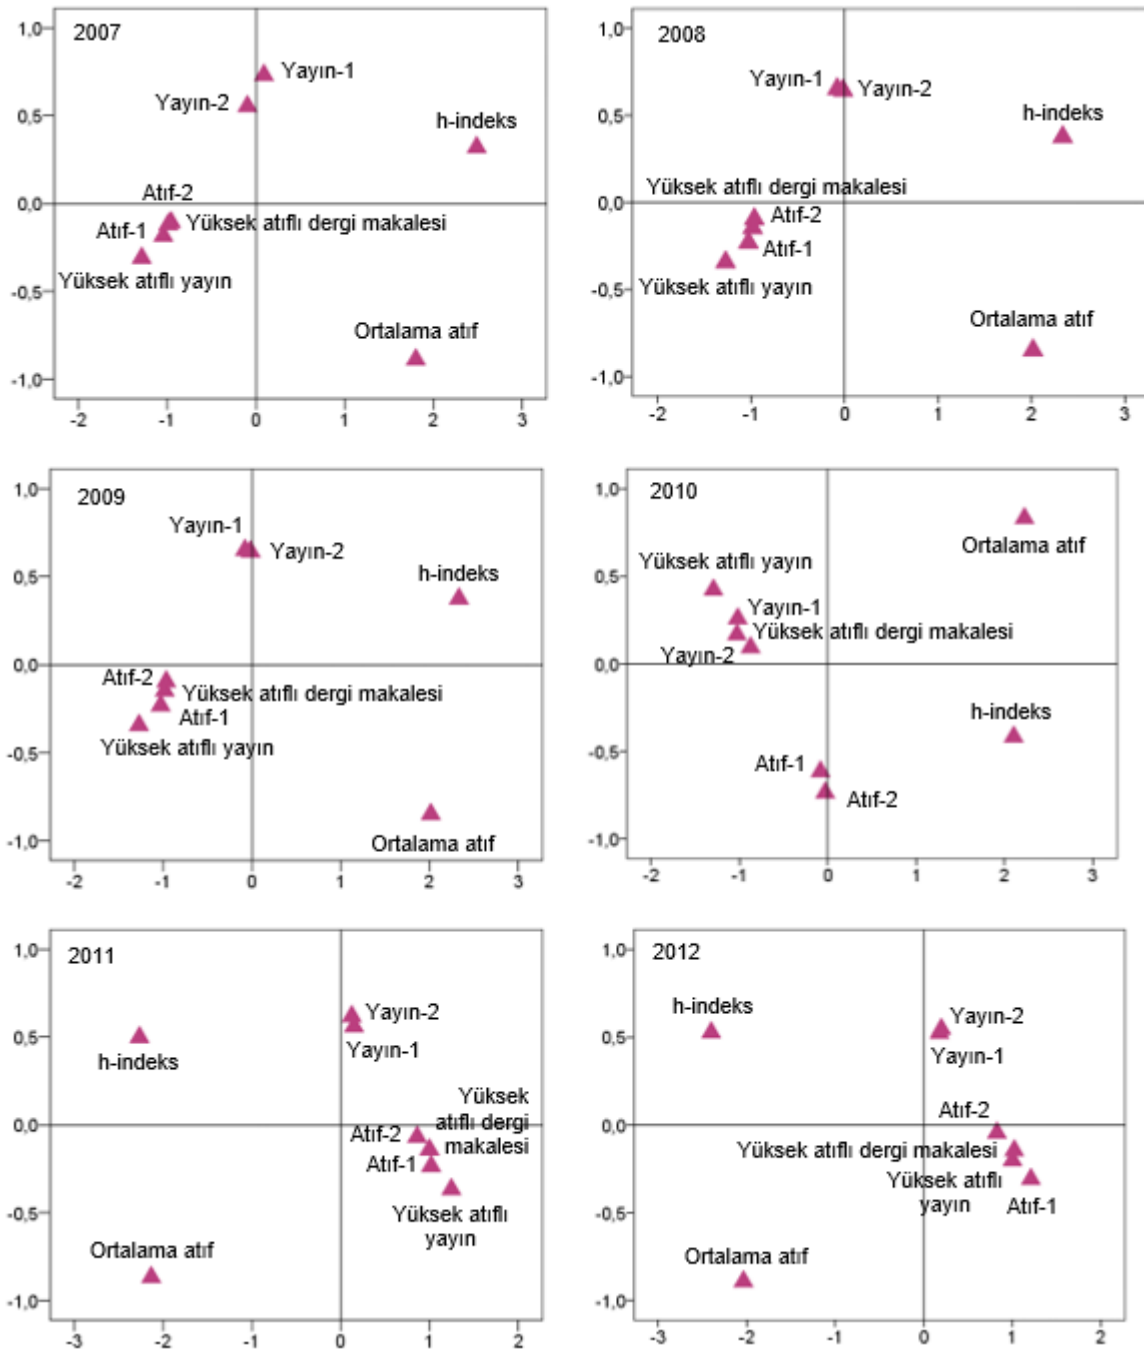 2007
1,0
0,5
0,0
-0,5
-1,0
Yayın-1
Yayın-2
h-indeks
Atıf-2
Yüksek atıflı dergi makalesi
Atıf-1
Yüksek atıflı yayın
Ortalama atıf
-2 -1 0 1 2 3
2008
1,0
0,5
0,0
-0,5
-1,0
Yayın-1
Yayın-2
h-indeks
Yüksek atıflı dergi makalesi
Atıf-2
Atıf-1
Yüksek atıflı yayın
Ortalama atıf
-2 -1 0 1 2 3
2009
1,0
0,5
0,0
-0,5
-1,0
Yayın-1
Yayın-2
h-indeks
Atıf-2
Yüksek atıflı dergi makalesi
Atıf-1
Yüksek atıflı yayın
Ortalama atıf
-2 -1 0 1 2 3
2010
1,0
0,5
0,0
-0,5
-1,0
Ortalama atıf
Yüksek atıflı yayın
Yayın-1
Yüksek atıflı dergi makalesi
Yayın-2
h-indeks
Atıf-1
Atıf-2
-2 -1 0 1 2 3
2011
1,0
0,5
0,0
-0,5
-1,0
Yayın-2
Yayın-1
h-indeks
Yüksek
atıflı dergi
makalesi
Atıf-2
Atıf-1
Yüksek atıflı
yayın
Ortalama atıf
-3 -2 -1 0 1 2
2012
1,0
0,5
0,0
-0,5
-1,0
h-indeks
Yayın-2
Yayın-1
Atıf-2
Yüksek atıflı dergi makalesi
Yüksek atıflı
yayın
Atıf-1
Ortalama atıf
-3 -2 -1 0 1 2